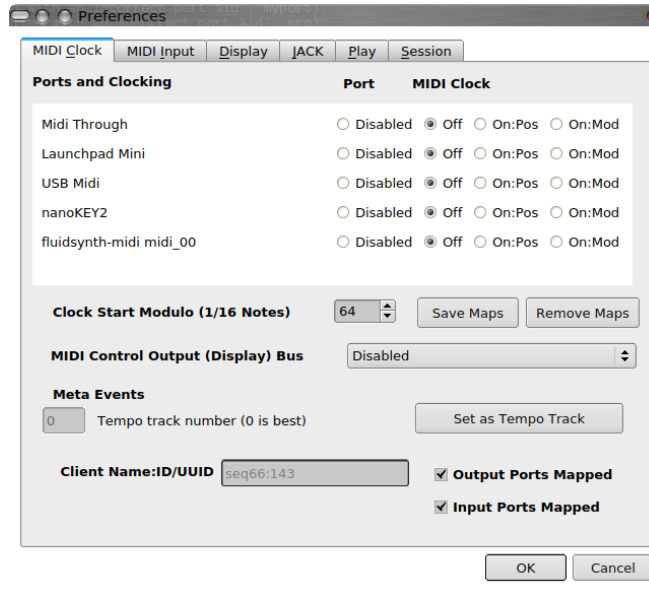 Preferences
MIDI Clock MIDI Input Display JACK Play Session
Ports and Clocking Port MIDI Clock
Midi Through Disabled Off On:Pos On:Mod
Launchpad Mini Disabled Off On:Pos On:Mod
USB Midi Disabled Off On:Pos On:Mod
nanoKEY2 Disabled Off On:Pos On:Mod
fluidsynth-midi midi_00 Disabled Off On:Pos On:Mod
Clock Start Modulo (1/16 Notes) 64 Save Maps Remove Maps
MIDI Control Output (Display) Bus Disabled
Meta Events
0 Tempo track number (0 is best) Set as Tempo Track
Client Name:ID/UUID seq66:143 Output Ports Mapped
Input Ports Mapped
OK Cancel